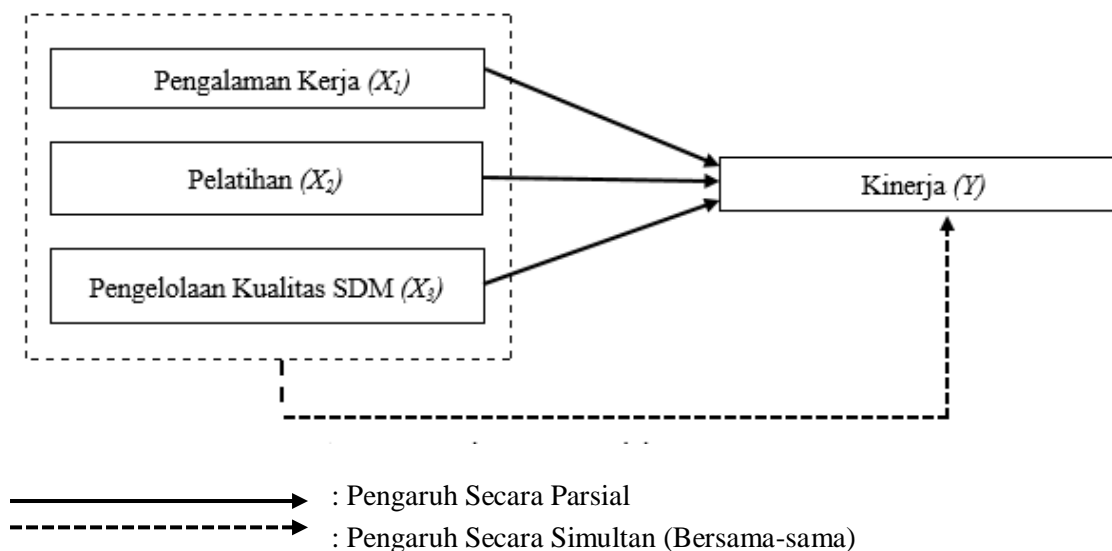 Pengalaman Kerja (X₁)
Pelatihan (X₂)
Kinerja (Y)
Pengelolaan Kualitas SDM (X₃)
: Pengaruh Secara Parsial
: Pengaruh Secara Simultan (Bersama-sama)